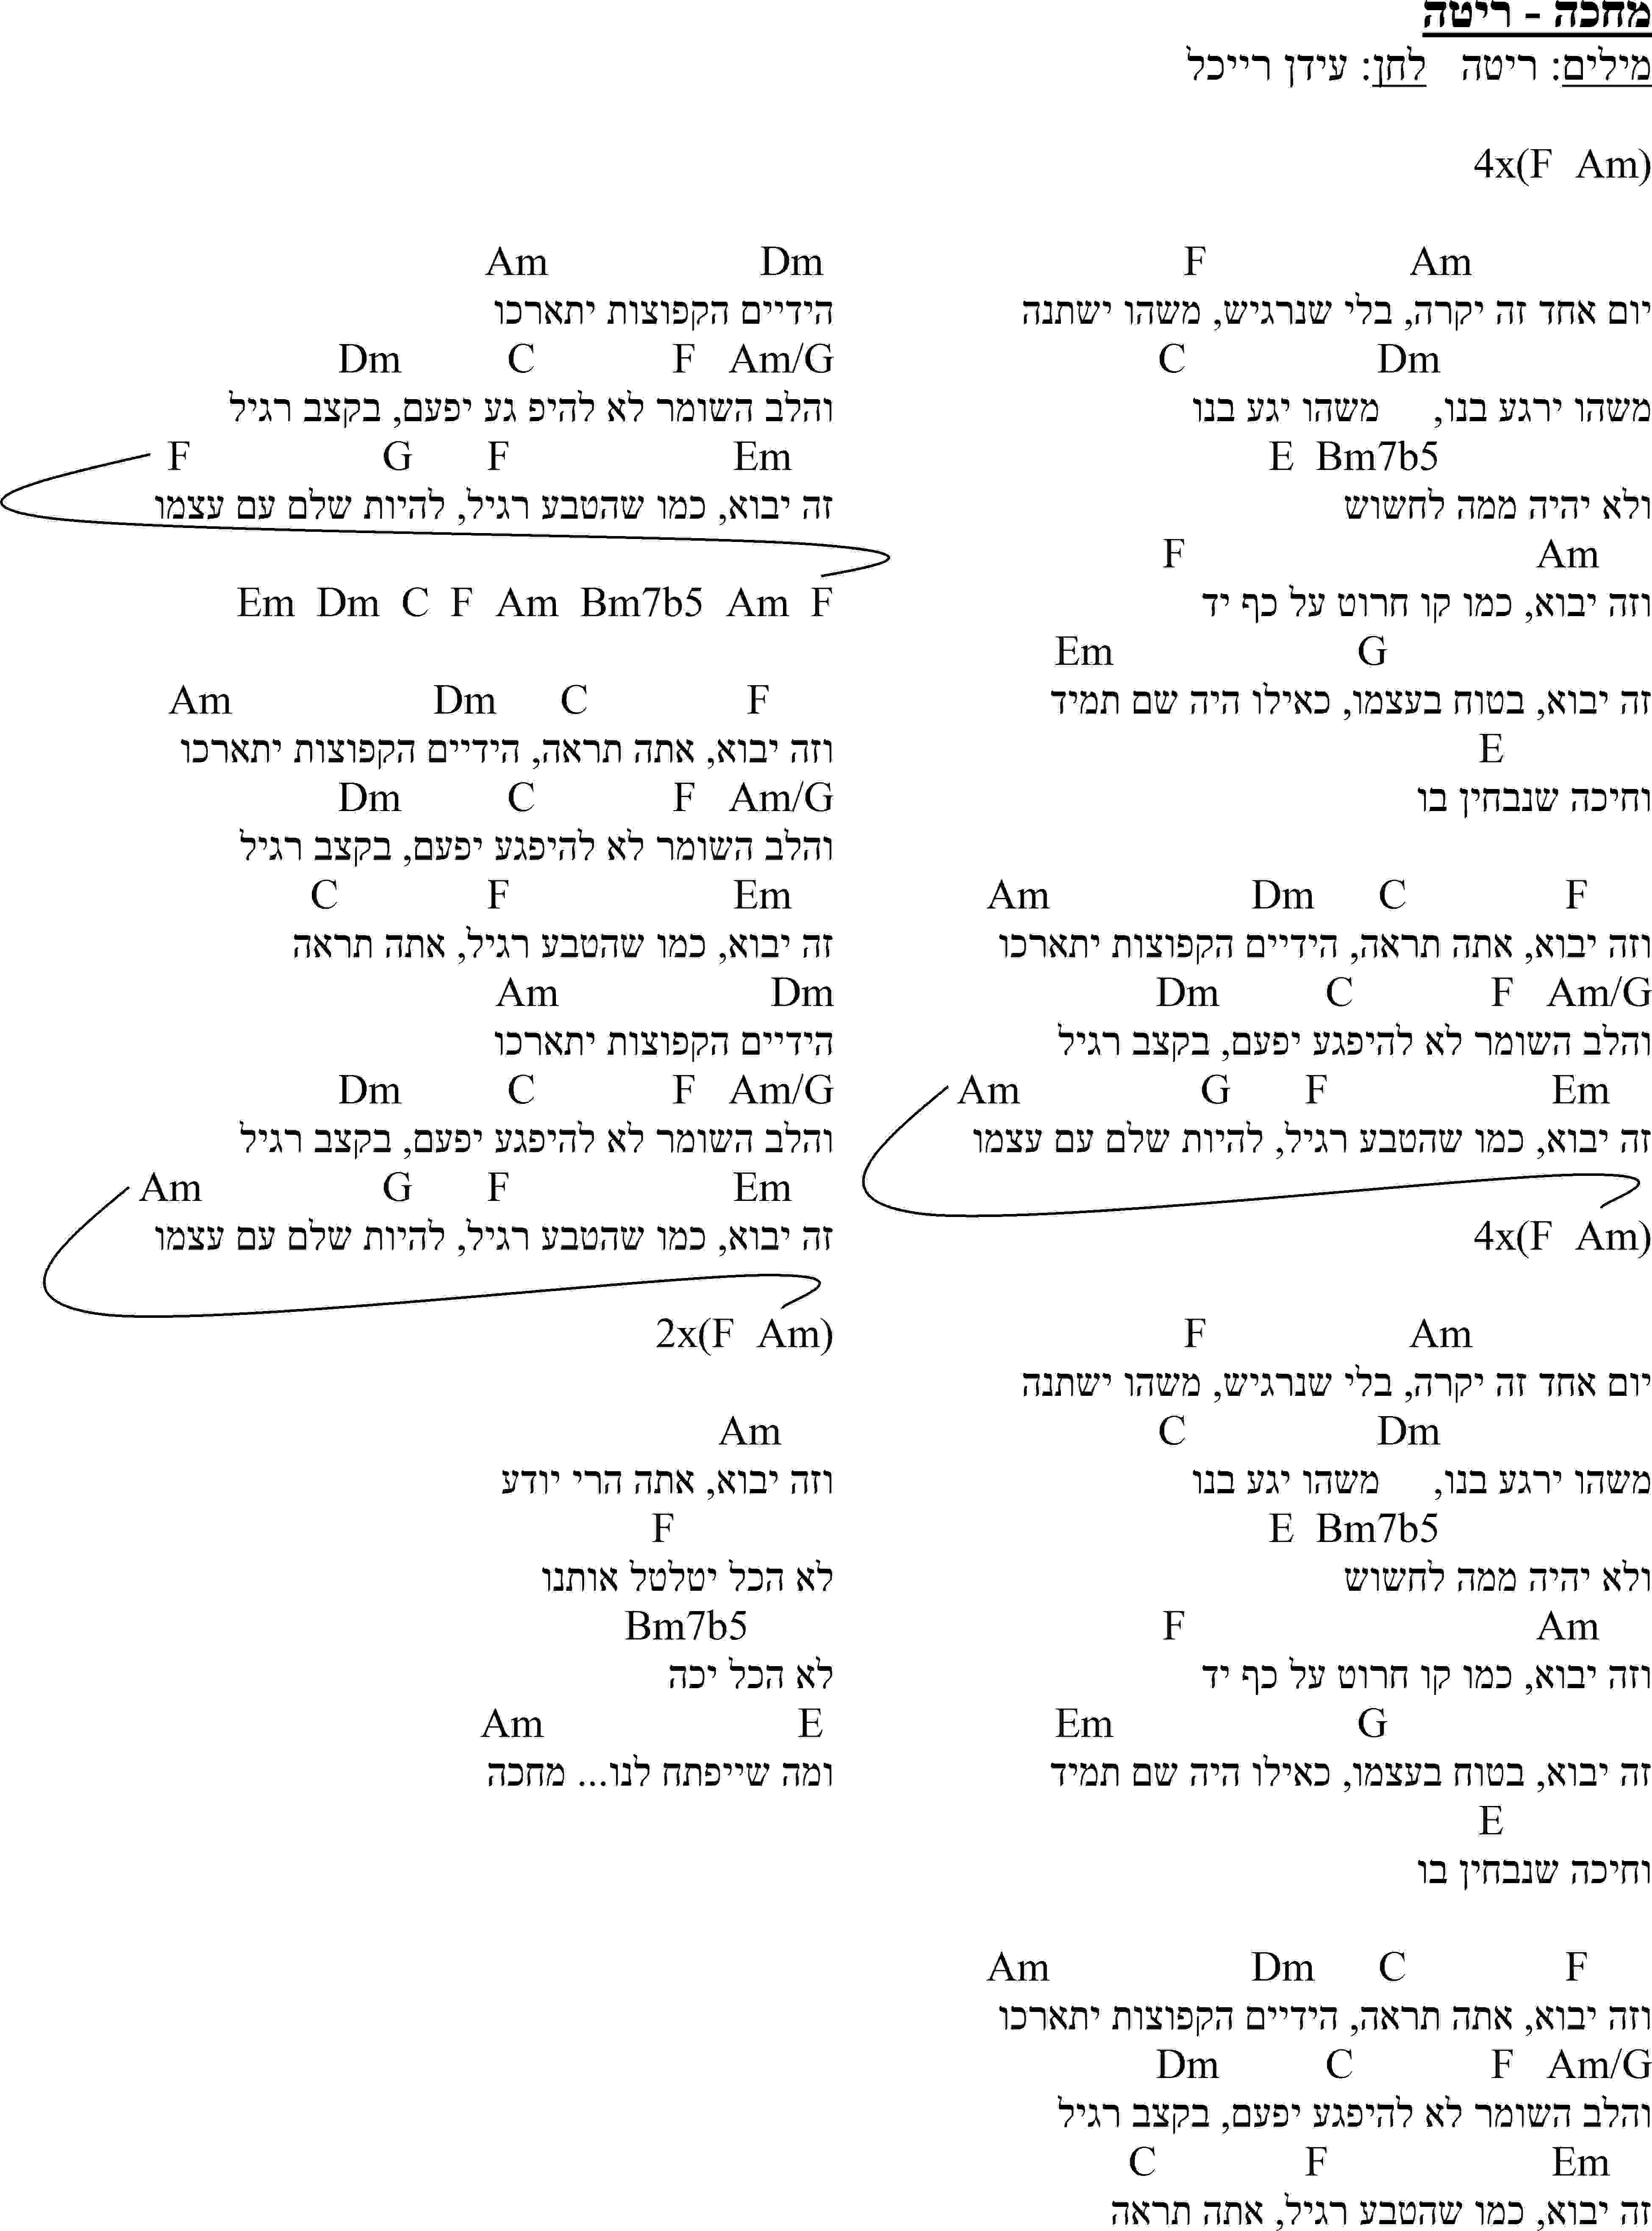 מחכה - ריטה
מילים: ריטה   לחן: עידן רייכל
4x(F  Am)
F Am
יום אחד זה יקרה, בלי שנרגיש, משהו ישתנה
C Dm
משהו ירגע בנו,     משהו יגע בנו
E  Bm7b5
ולא יהיה ממה לחשוש
F Am
וזה יבוא, כמו קו חרוט על כף יד
Em G
זה יבוא, בטוח בעצמו, כאילו היה שם תמיד
E
וחיכה שנבחין בו
Am Dm C F
וזה יבוא, אתה תראה, הידיים הקפוצות יתארכו
Dm C F Am/G
והלב השומר לא להיפגע יפעם, בקצב רגיל
Am G F Em
זה יבוא, כמו שהטבע רגיל, להיות שלם עם עצמו
4x(F  Am)
F Am
יום אחד זה יקרה, בלי שנרגיש, משהו ישתנה
C Dm
משהו ירגע בנו,     משהו יגע בנו
E  Bm7b5
ולא יהיה ממה לחשוש
F Am
וזה יבוא, כמו קו חרוט על כף יד
Em G
זה יבוא, בטוח בעצמו, כאילו היה שם תמיד
E
וחיכה שנבחין בו
Am Dm C F
וזה יבוא, אתה תראה, הידיים הקפוצות יתארכו
Dm C F Am/G
והלב השומר לא להיפגע יפעם, בקצב רגיל
C F Em
זה יבוא, כמו שהטבע רגיל, אתה תראה
Am Dm
הידיים הקפוצות יתארכו
Dm C F Am/G
והלב השומר לא להיפ גע יפעם, בקצב רגיל
F G F Em
זה יבוא, כמו שהטבע רגיל, להיות שלם עם עצמו
Em  Dm  C  F  Am  Bm7b5  Am  F
Am Dm C F
וזה יבוא, אתה תראה, הידיים הקפוצות יתארכו
Dm C F Am/G
והלב השומר לא להיפגע יפעם, בקצב רגיל
C F Em
זה יבוא, כמו שהטבע רגיל, אתה תראה
Am Dm
הידיים הקפוצות יתארכו
Dm C F Am/G
והלב השומר לא להיפגע יפעם, בקצב רגיל
Am G F Em
זה יבוא, כמו שהטבע רגיל, להיות שלם עם עצמו
2x(F  Am)
Am
וזה יבוא, אתה הרי יודע
F
לא הכל יטלטל אותנו
Bm7b5
לא הכל יכה
Am E
ומה שייפתח לנו... מחכה